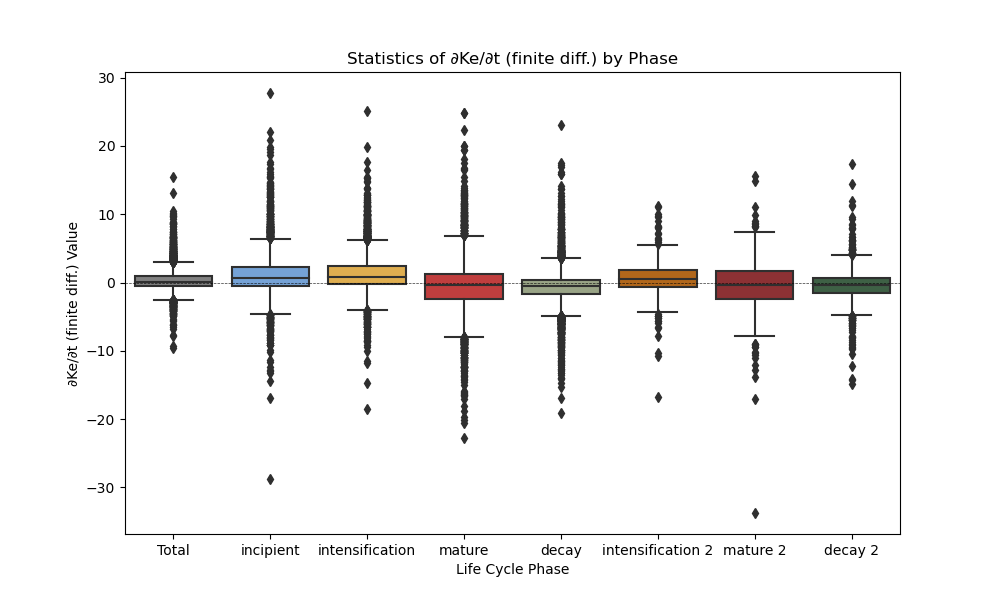 Statistics of ∂Ke/∂t (finite diff.) by Phase
∂Ke/∂t (finite diff.) Value
30
20
10
0
−10
−20
−30
Total incipient intensification mature decay intensification 2 mature 2 decay 2
Life Cycle Phase